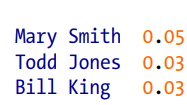 Mary Smith 0.05
Todd Jones 0.03
Bill King 0.03